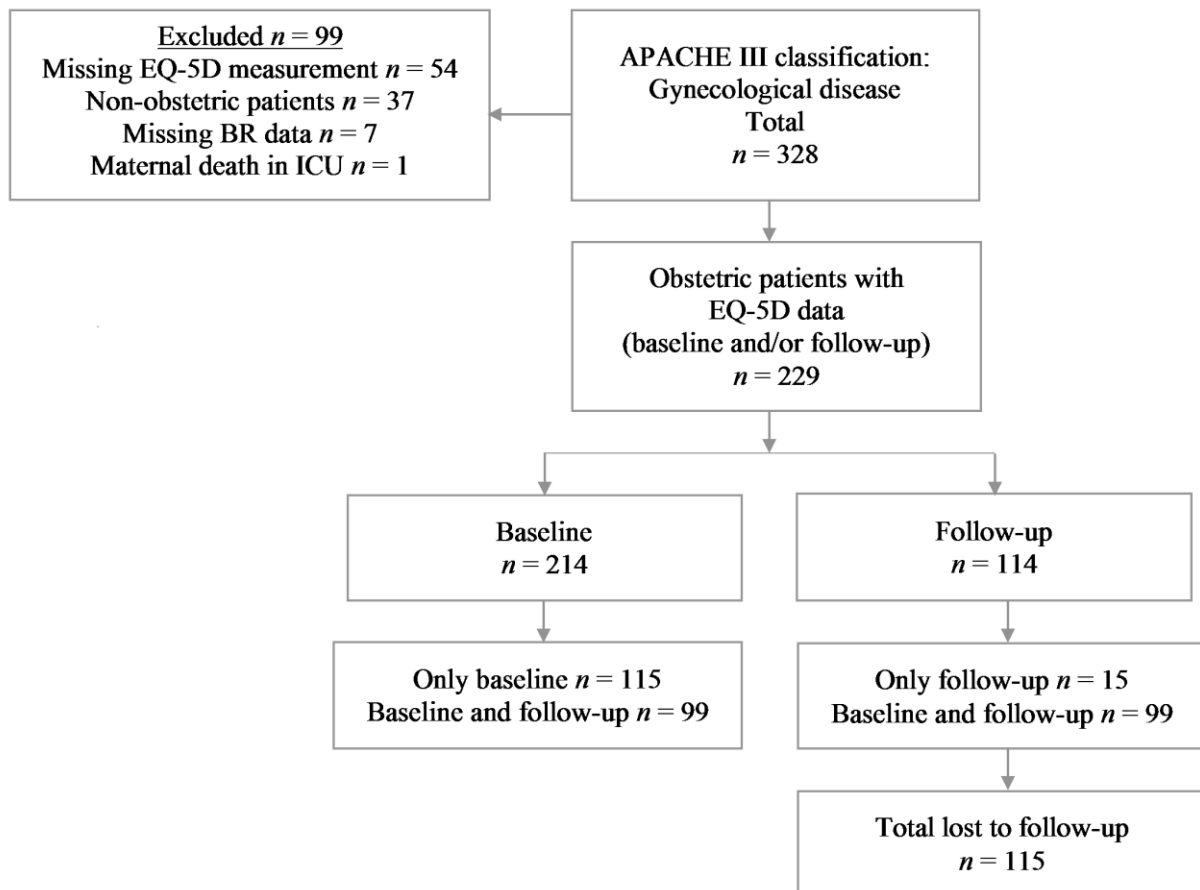 Excluded n = 99
Missing EQ-5D measurement n = 54
Non-obstetric patients n = 37
Missing BR data n = 7
Maternal death in ICU n = 1
APACHE III classification:
Gynecological disease
Total
n = 328
Obstetric patients with
EQ-5D data
(baseline and/or follow-up)
n = 229
Baseline
n = 214
Follow-up
n = 114
Only baseline n = 115
Baseline and follow-up n = 99
Only follow-up n = 15
Baseline and follow-up n = 99
Total lost to follow-up
n = 115